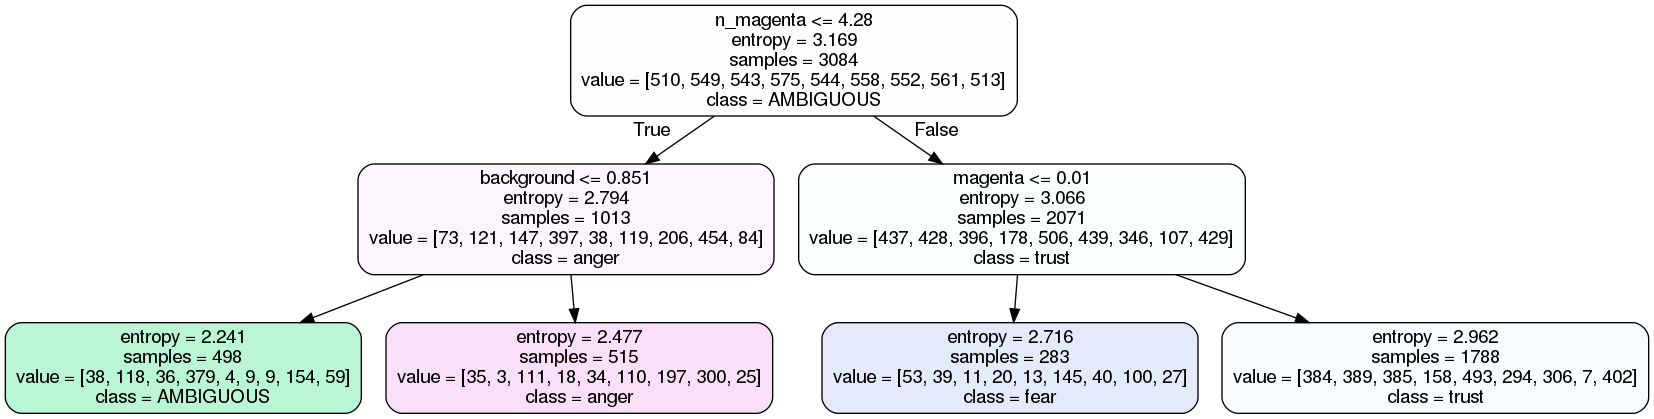 n_magenta <= 4.28
entropy = 3.169
samples = 3084
value = [510, 549, 543, 575, 544, 558, 552, 561, 513]
class = AMBIGUOUS
True
False
background <= 0.851
entropy = 2.794
samples = 1013
value = [73, 121, 147, 397, 38, 119, 206, 454, 84]
class = anger
magenta <= 0.01
entropy = 3.066
samples = 2071
value = [437, 428, 396, 178, 506, 439, 346, 107, 429]
class = trust
entropy = 2.241
samples = 498
value = [38, 118, 36, 379, 4, 9, 9, 154, 59]
class = AMBIGUOUS
entropy = 2.477
samples = 515
value = [35, 3, 111, 18, 34, 110, 197, 300, 25]
class = anger
entropy = 2.716
samples = 283
value = [53, 39, 11, 20, 13, 145, 40, 100, 27]
class = fear
entropy = 2.962
samples = 1788
value = [384, 389, 385, 158, 493, 294, 306, 7, 402]
class = trust